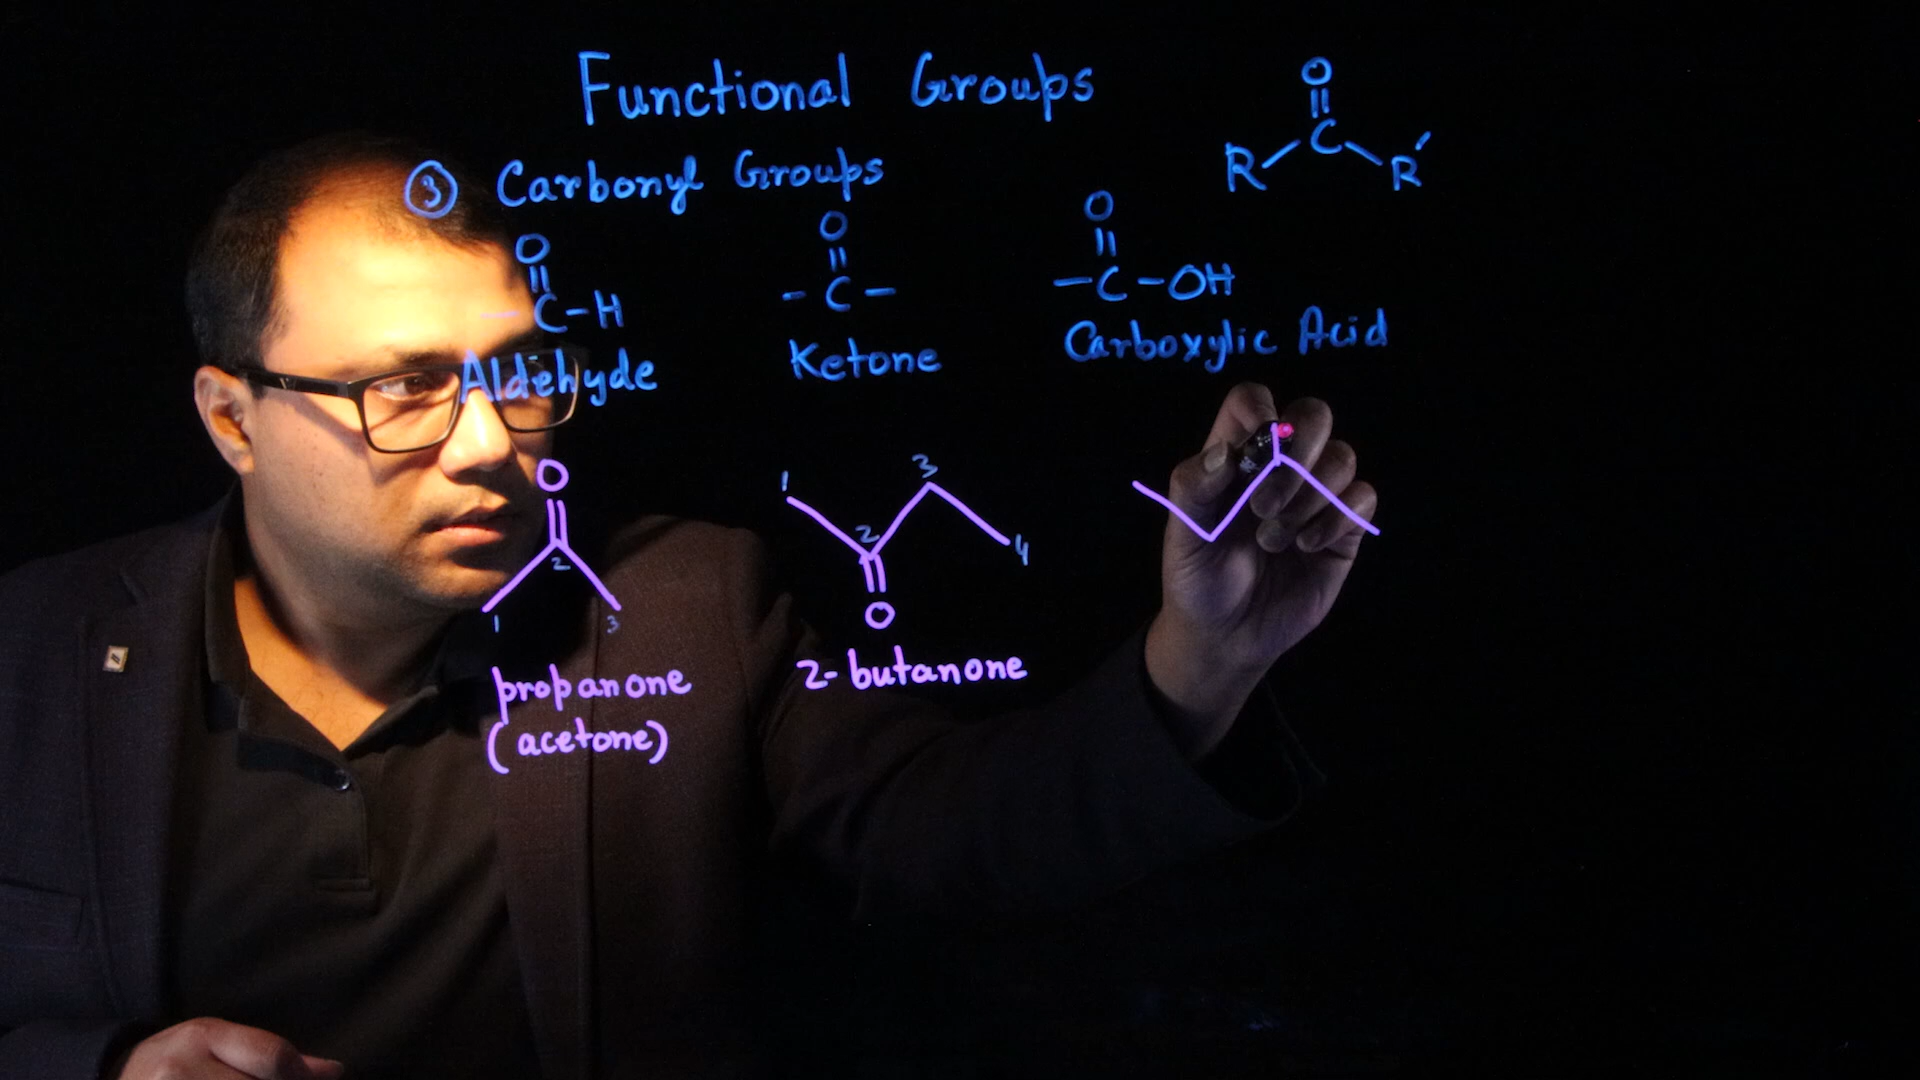 Functional Groups
O
||
C
R R′
③ Carbonyl Groups
O
||
C-H
Aldehyde
O
||
-C-
Ketone
O
||
-C-OH
Carboxylic Acid
O
2
1 3
propanone
(acetone)
1 3
2 4
O
2-butanone